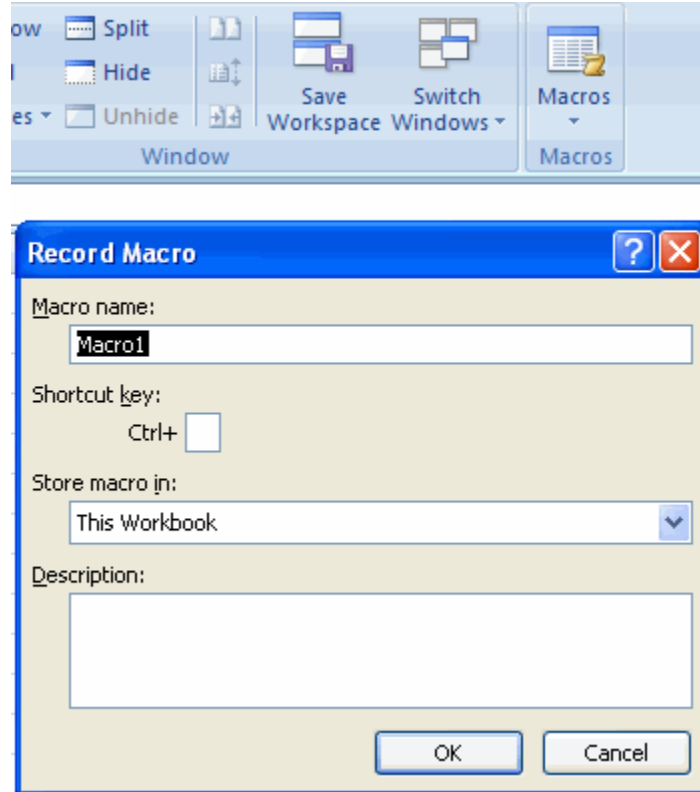 ow Split
Hide
es Unhide
Save Workspace
Switch Windows
Macros
Window
Macros
Record Macro
?
Macro name:
Macro1
Shortcut key:
Ctrl+
Store macro in:
This Workbook
Description:
OK Cancel